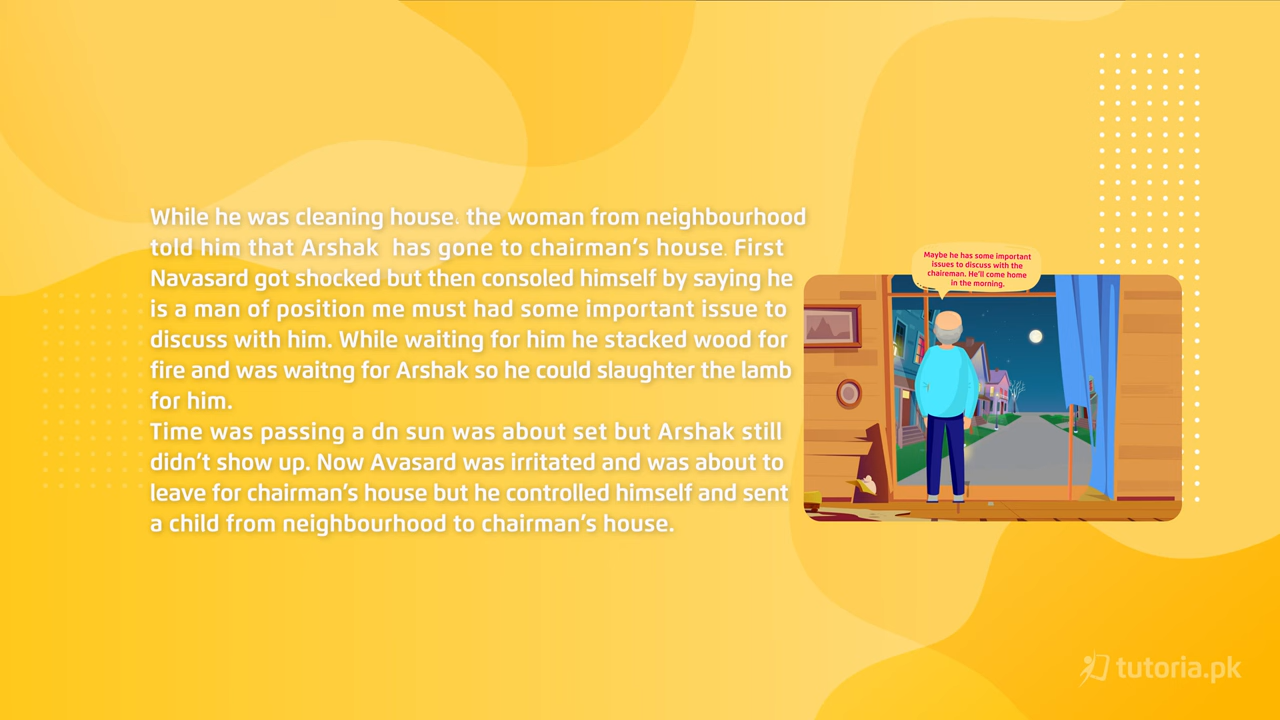 While he was cleaning house. the woman from neighbourhood
told him that Arshak has gone to chairman's house. First
Navasard got shocked but then consoled himself by saying he
is a man of position me must had some important issue to
discuss with him. While waiting for him he stacked wood for
fire and was waitng for Arshak so he could slaughter the lamb
for him.
Time was passing a dn sun was about set but Arshak still
didn't show up. Now Avasard was irritated and was about to
leave for chairman's house but he controlled himself and sent
a child from neighbourhood to chairman's house.
Maybe he has some important
issues to discuss with the
chaireman. He'll come home
in the morning.
tutoria.pk